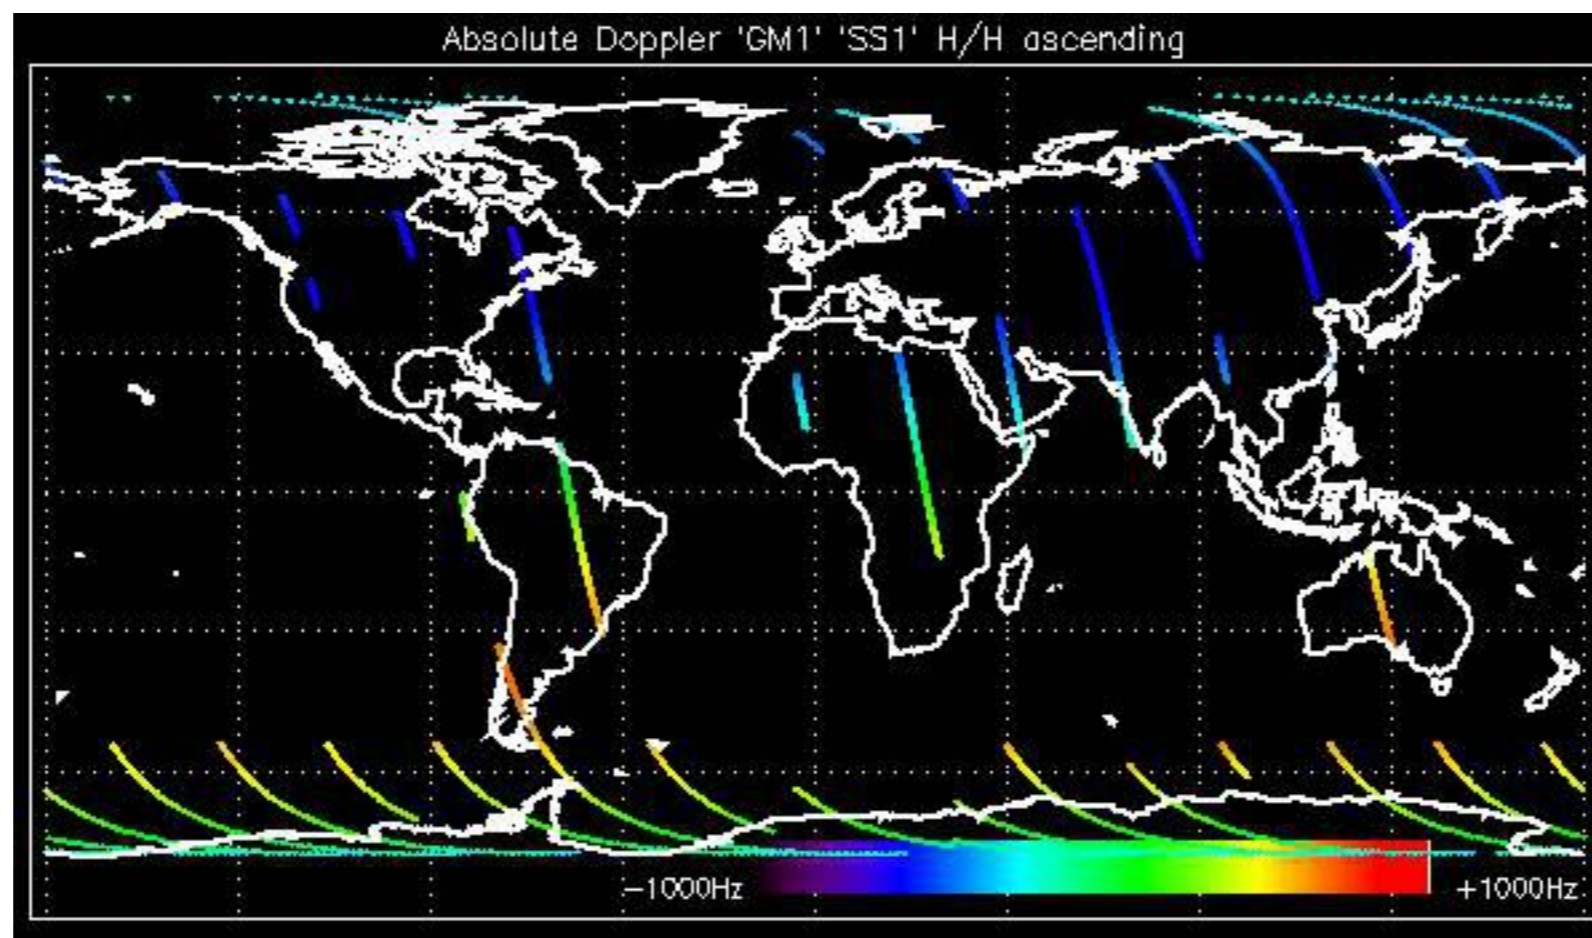 Absolute Doppler 'GM1' 'SS1' H/H ascending
−1000Hz
+1000Hz